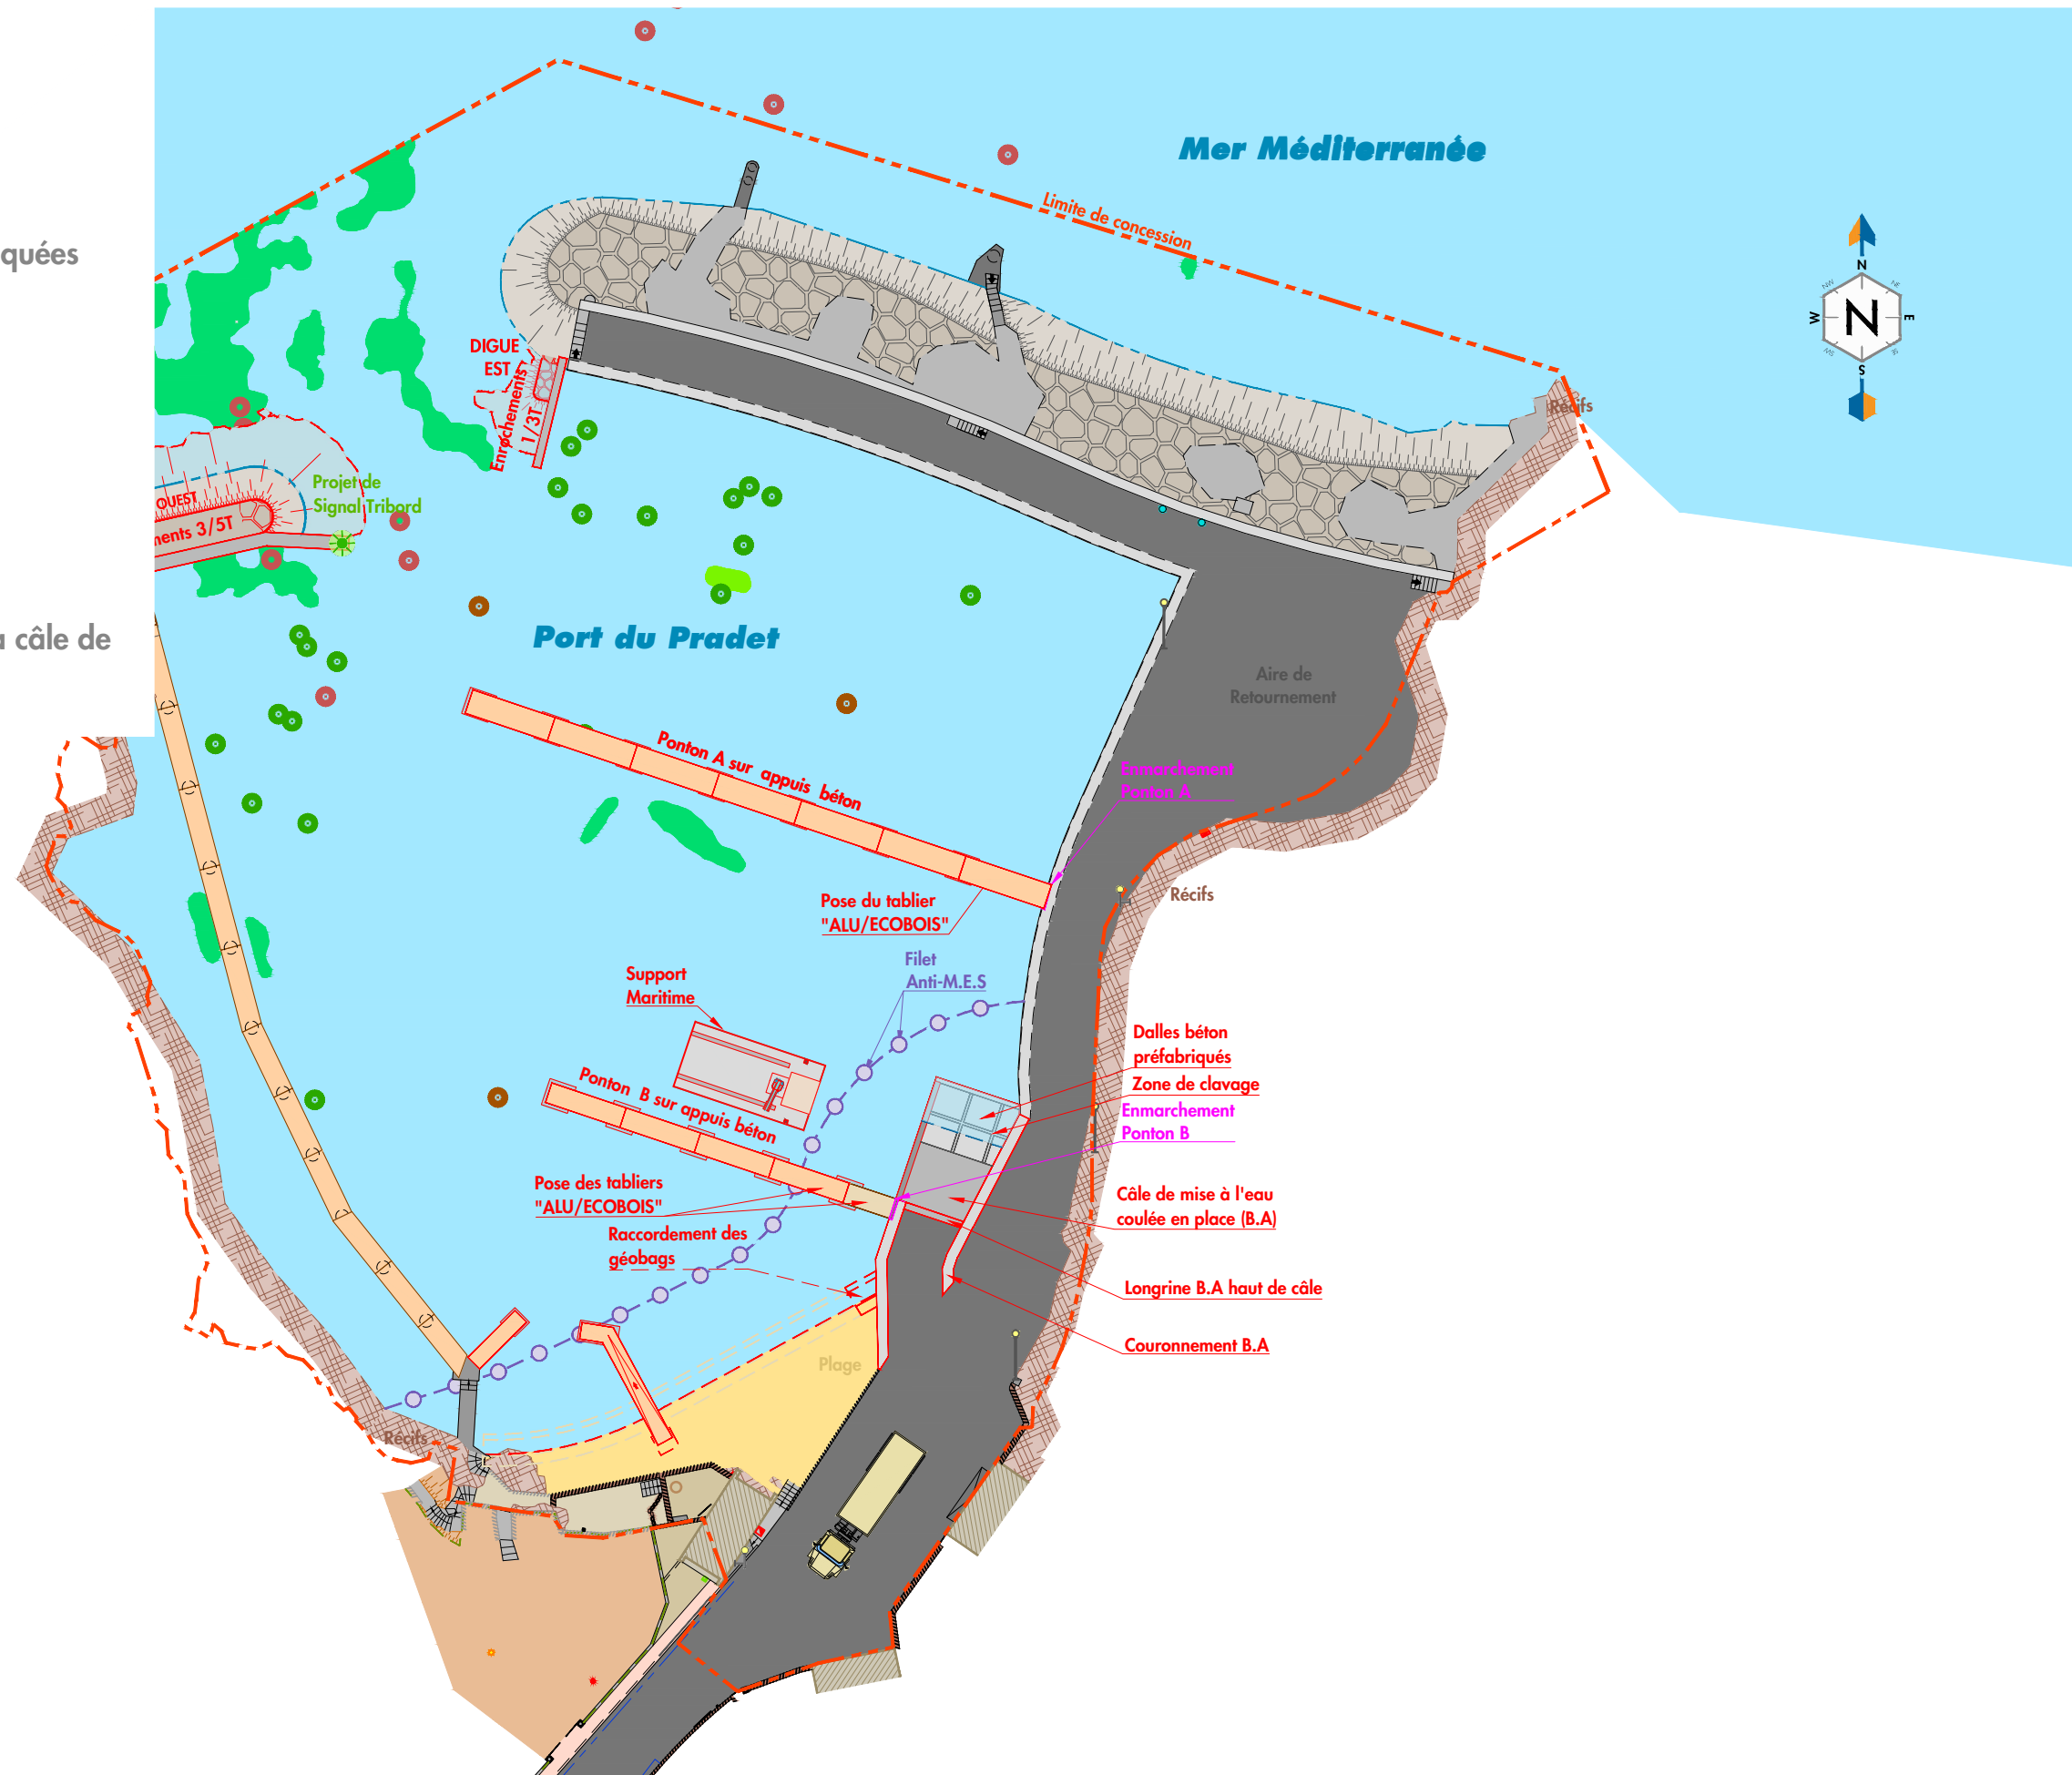 quées
câle de
Mer Méditerranée
Limite de concession
N
N
NW
NE
W
E
SW
SE
S
Récifs
DIGUE
EST
Enrochements
1/3T
Projet de
Signal Tribord
OUEST
ments 3/5T
Port du Pradet
Aire de
Retournement
Ponton A sur appuis béton
Enmarchement
Ponton A
Pose du tablier
"ALU/ECOBOIS"
Récifs
Filet
Anti-M.E.S
Support
Maritime
Dalles béton
préfabriqués
Zone de clavage
Enmarchement
Ponton B
Ponton B sur appuis béton
Pose des tabliers
"ALU/ECOBOIS"
Câle de mise à l'eau
coulée en place (B.A)
Raccordement des
géobags
Longrine B.A haut de câle
Couronnement B.A
Plage
Récifs